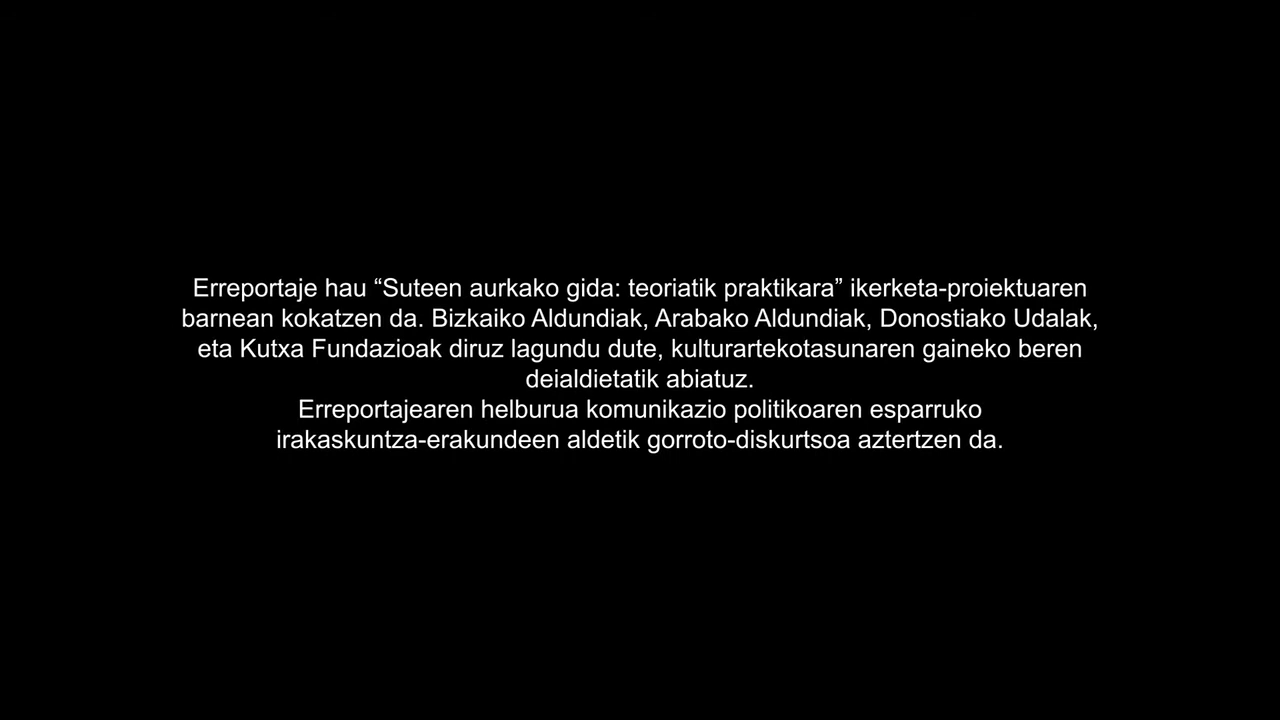 Erreportaje hau “Suteen aurkako gida: teoriatik praktikara” ikerketa-proiektuaren
barnean kokatzen da. Bizkaiko Aldundiak, Arabako Aldundiak, Donostiako Udalak,
eta Kutxa Fundazioak diruz lagundu dute, kulturartekotasunaren gaineko beren
deialdietatik abiatuz.
Erreportajearen helburua komunikazio politikoaren esparruko
irakaskuntza-erakundeen aldetik gorroto-diskurtsoa aztertzen da.